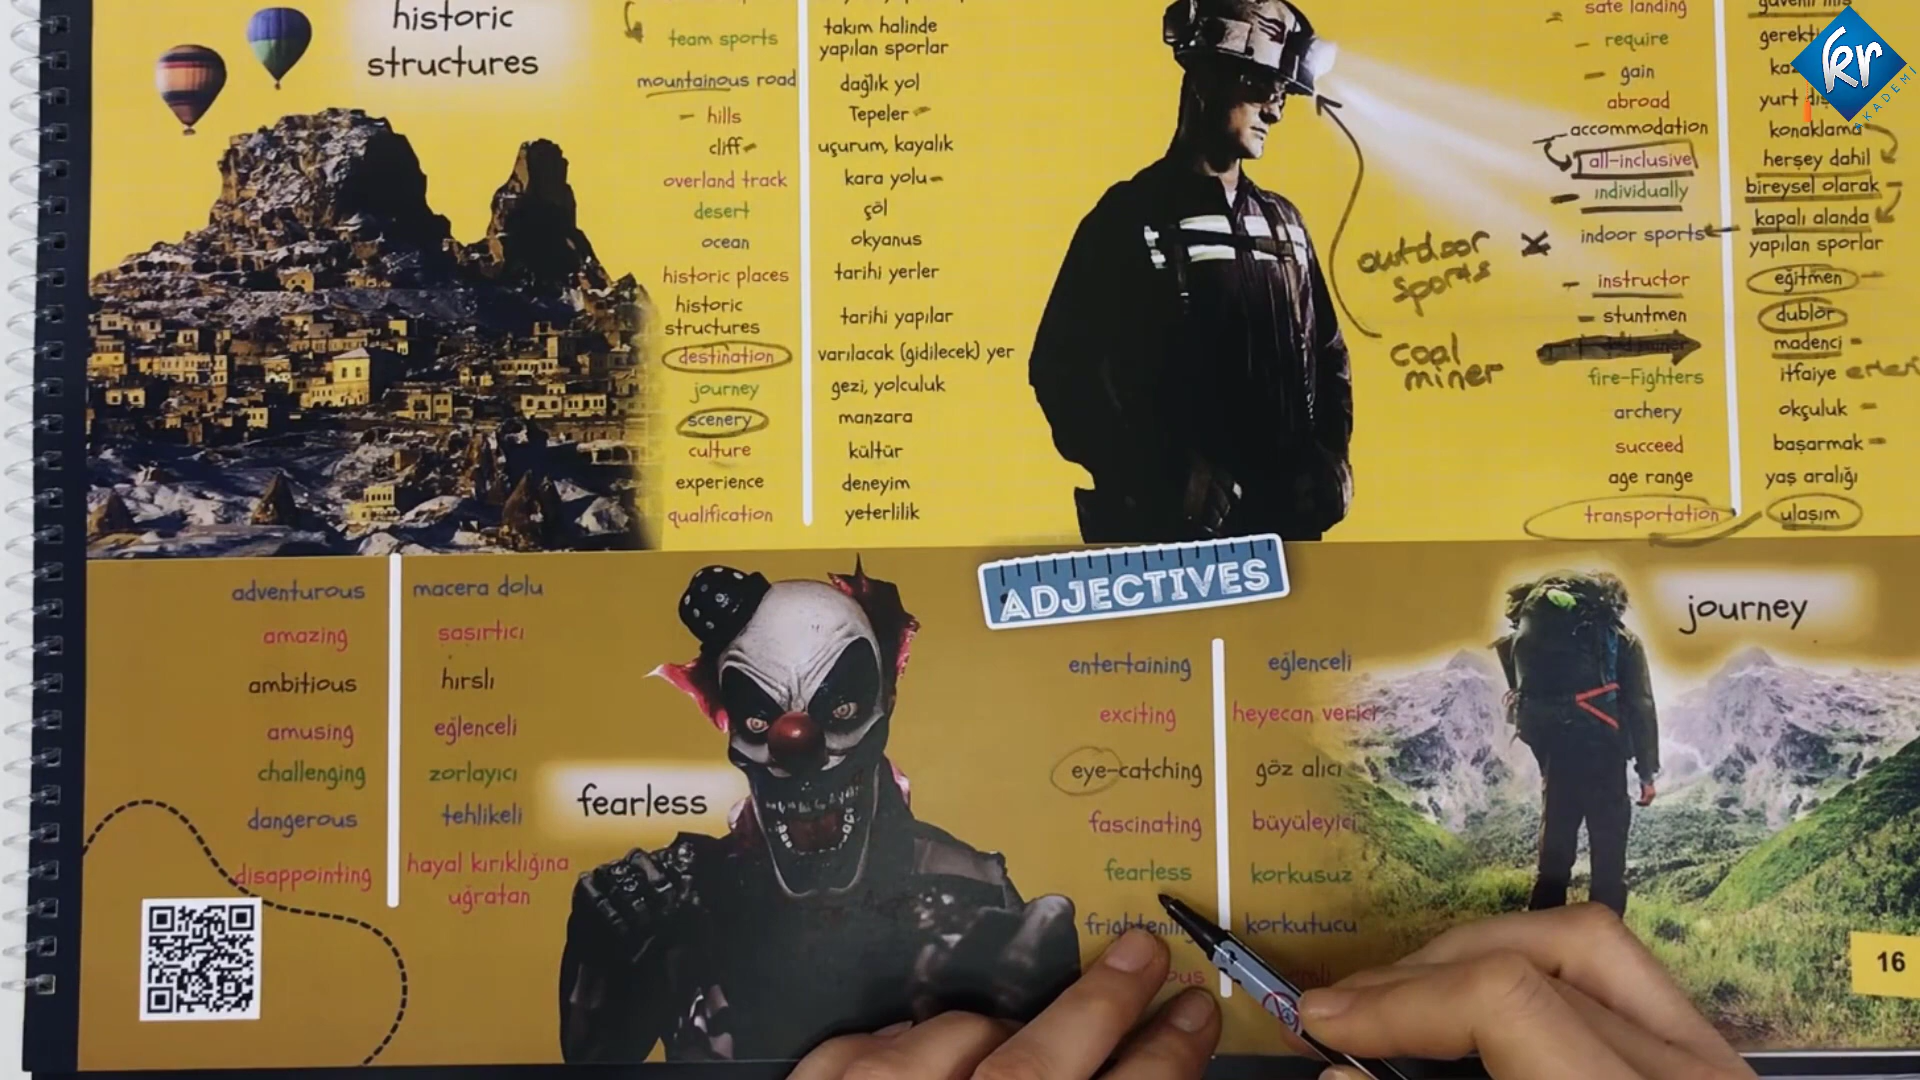 historic
structures
team sports
takım halinde
yapılan sporlar
mountainous road
dağlık yol
hills
Tepeler
cliff
uçurum, kayalık
overland track
kara yolu
desert
çöl
ocean
okyanus
historic places
tarihi yerler
historic
structures
tarihi yapılar
destination
varılacak (gidilecek) yer
journey
gezi, yolculuk
scenery
manzara
culture
kültür
experience
deneyim
qualification
yeterlilik
outdoor
sports
coal
miner
safe landing
require
gain
abroad
yurt
accommodation
konaklama
all-inclusive
herşey dahil
individually
bireysel olarak
indoor sports
kapalı alanda
yapılan sporlar
instructor
eğitmen
stuntmen
dublör
madenci
fire-Fighters
itfaiye
archery
okçuluk
succeed
başarmak
age range
yaş aralığı
transportation
ulaşım
kr
AKADEMİ
ADJECTIVES
adventurous
macera dolu
amazing
şaşırtıcı
ambitious
hırslı
amusing
eğlenceli
challenging
zorlayıcı
dangerous
tehlikeli
disappointing
hayal kırıklığına
uğratan
fearless
entertaining
eğlenceli
exciting
heyecan verici
eye-catching
göz alıcı
fascinating
büyüleyici
fearless
korkusuz
frightening
korkutucu
journey
16